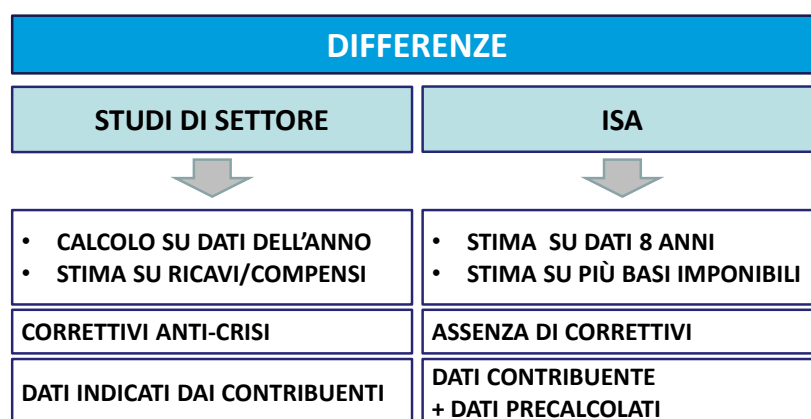 DIFFERENZE
STUDI DI SETTORE
ISA
• CALCOLO SU DATI DELL'ANNO
• STIMA SU RICAVI/COMPENSI
• STIMA SU DATI 8 ANNI
• STIMA SU PIÙ BASI IMPONIBILI
CORRETTIVI ANTI-CRISI
ASSENZA DI CORRETTIVI
DATI INDICATI DAI CONTRIBUENTI
DATI CONTRIBUENTE
+ DATI PRECALCOLATI